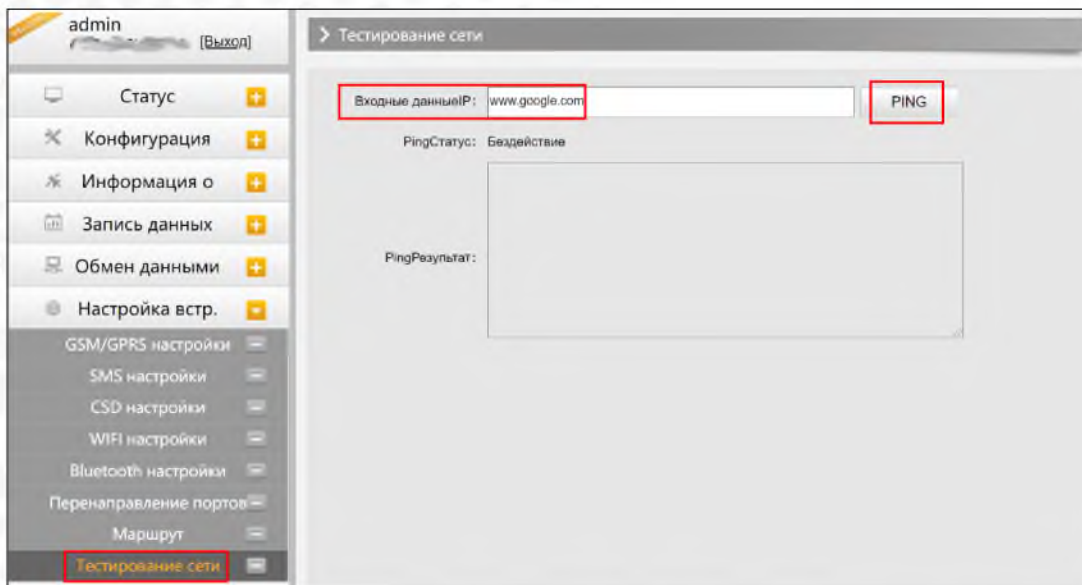 admin
[Выход]
Статус
Конфигурация
Информация о
Запись данных
Обмен данными
Настройка встр.
GSM/GPRS настройки
SMS настройки
CSD настройки
WIFI настройки
Bluetooth настройки
Перенаправление портов
Маршрут
Тестирование сети
Тестирование сети
Входные данныеIP: www.google.com PING
PingСтатус: Бездействие
PingРезультат: